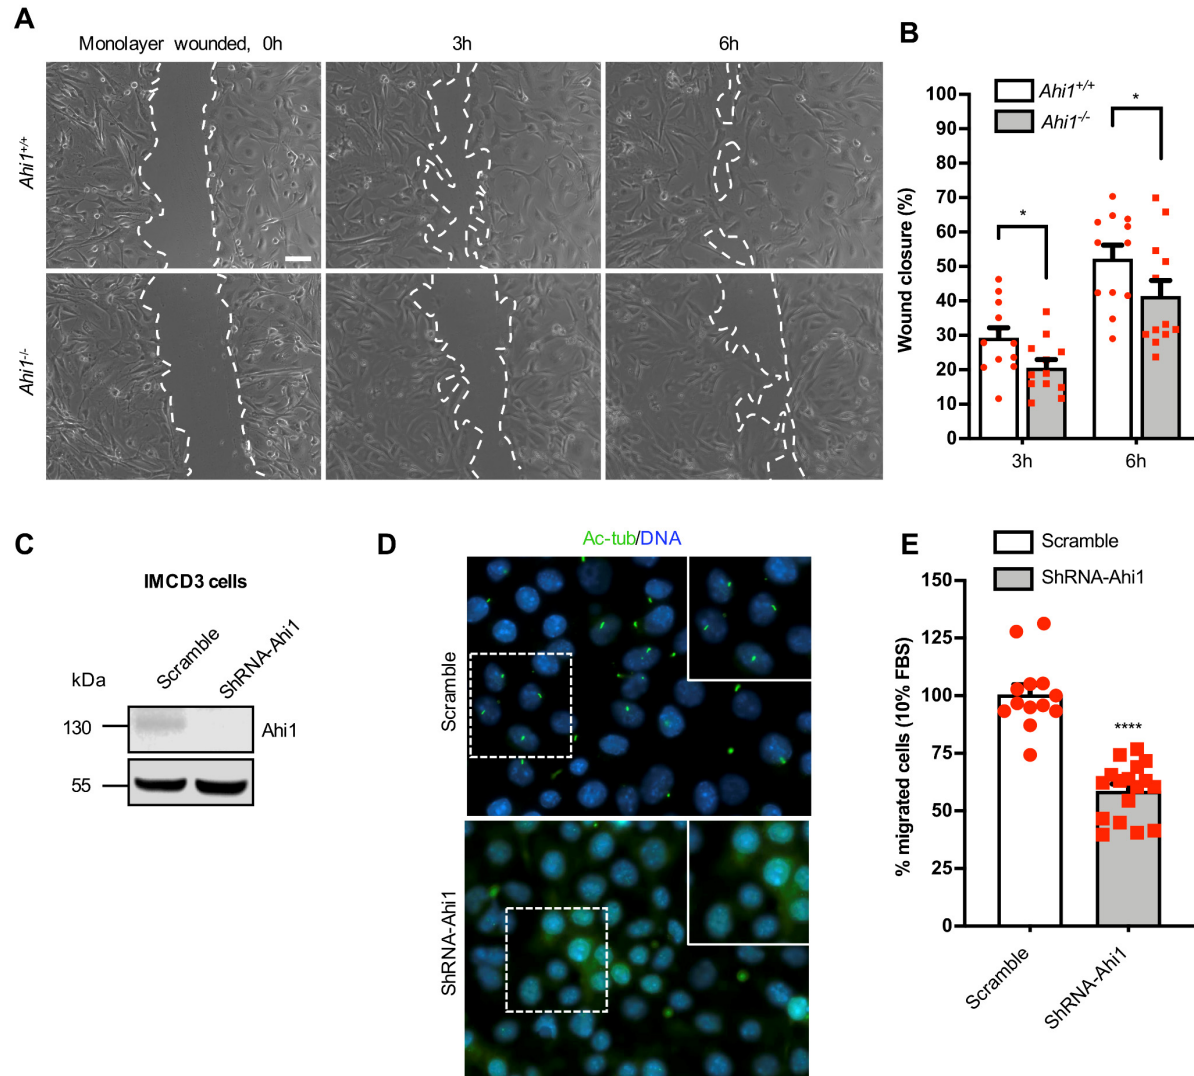 A
Monolayer wounded, 0h
3h
6h
Ahi1+/+
Ahi1-/-
B
Ahi1+/+
Ahi1-/-
Wound closure (%)
100
90
80
70
60
50
40
30
20
10
0
*
*
3h
6h
C
IMCD3 cells
Scramble
ShRNA-Ahi1
kDa
130
Ahi1
55
D
Ac-tub/DNA
Scramble
ShRNA-Ahi1
E
Scramble
ShRNA-Ahi1
% migrated cells (10% FBS)
150
125
100
75
50
25
0
****
Scramble
ShRNA-Ahi1